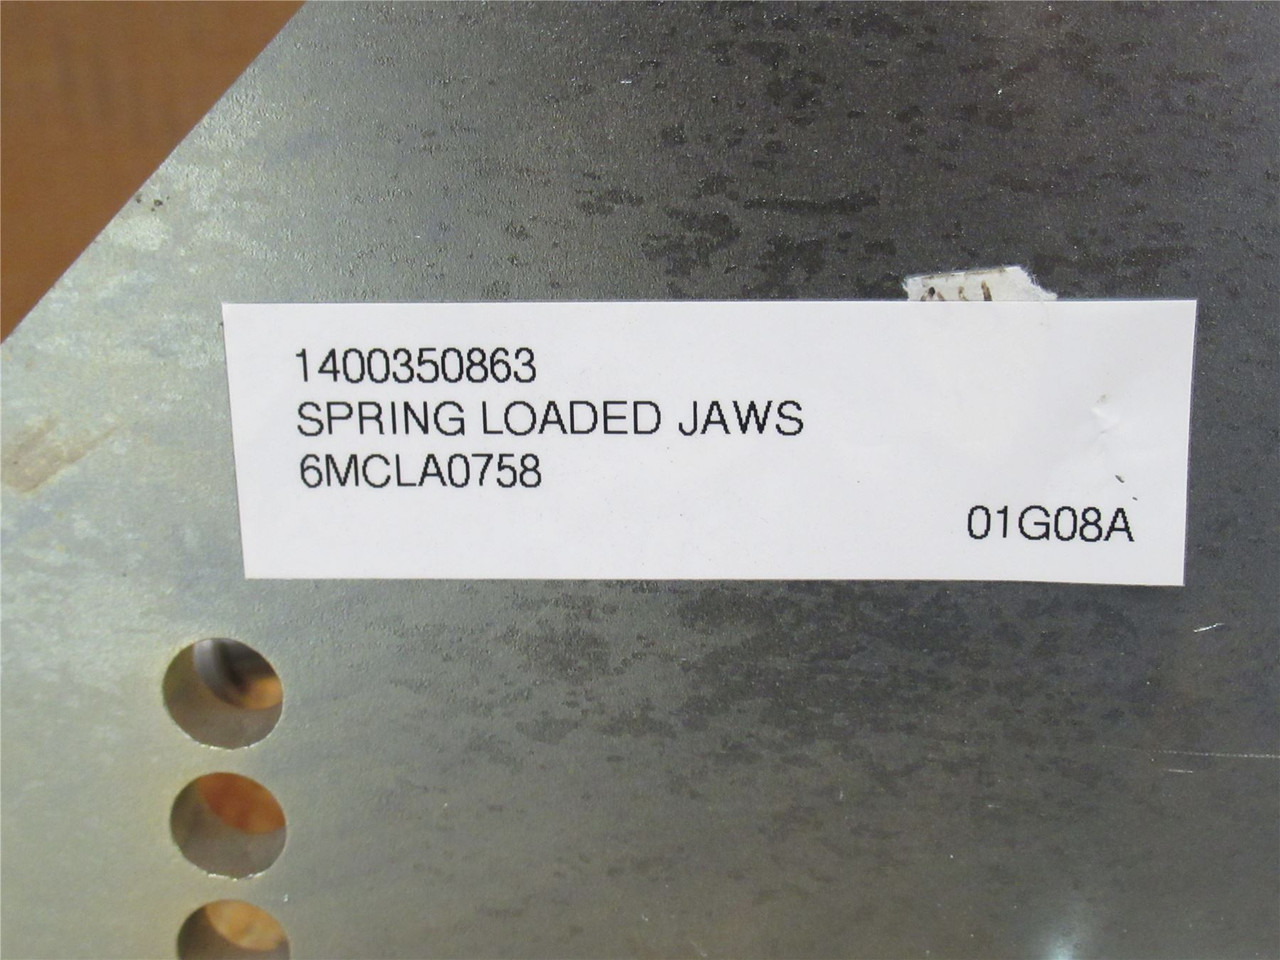 1400350863
SPRING LOADED JAWS
6MCLA0758
01G08A